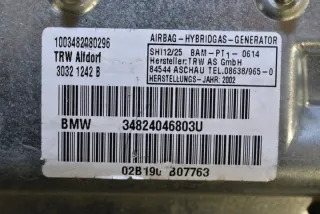 1003482080296
TRW Alfdorf
3032 1242 B
AIRBAG-HYBRIDGAS-GENERATOR
SHI12/25 BAM-PT1-0614
Hersteller:TRW AS GmbH
84544 ASCHAU TEL.08638/965-0
HERSTELLUNGS-JAHR: 2002
BMW 34824046803U
02B190 B07763